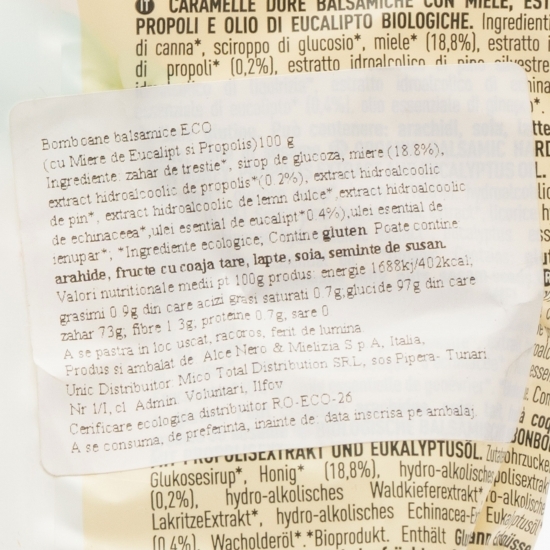 IT CARAMELLE DURE BALSAMICHE CON MIELE, EST
PROPOLI E OLIO DI EUCALIPTO BIOLOGICHE. Ingredienti
di canna*, sciroppo di glucosio*, miele* (18,8%), estratto i
di propoli* (0,2%), estratto idroalcolico di pino silvestre
Bomboane balsamice ECO
(cu Miere de Eucalipt si Propolis)100 g
Ingrediente: zahar de trestie*, sirop de glucoza, miere (18.8%),
extract hidroalcoolic de propolis*(0.2%), extract hidroalcoolic
de pin*, extract hidroalcoolic de lemn dulce*,extract hidroalcoolic
de echinaceea*,ulei esential de eucalipt*0.4%),ulei esential de
ienupar*; *Ingrediente ecologice; Contine gluten. Poate contine:
arahide, fructe cu coaja tare, lapte, soia, seminte de susan.
Valori nutritionale medii pt 100g produs: energie 1688kj/402kcal;
grasimi 0.9g din care acizi grasi saturati 0.7g,glucide 97g din care
zahar 73g, fibre 1.3g, proteine 0.7g, sare 0
A se pastra in loc uscat, racoros, ferit de lumina
Produs si ambalat de Alce Nero & Mielizia S.p.A, Italia,
Unic Distribuitor: Mico Total Distribution SRL, sos Pipera- Tunari
Nr 1/1, cl. Admin. Voluntari, Ilfov
Cerificare ecologica distribuitor RO-ECO-26
A se consuma, de preferinta, inainte de: data inscrisa pe ambalaj.
PROPOLISEXTRAKT UND EUKALYPTUSÖL.
Glukosesirup*, Honig* (18,8%), hydro-alkolisches
(0,2%), hydro-alkolisches Waldkieferextrakt*
LakritzeExtrakt*, hydro-alkolisches Echinacea-E
(0,4%), Wacholderöl*.*Bioprodukt. Enthält Glu